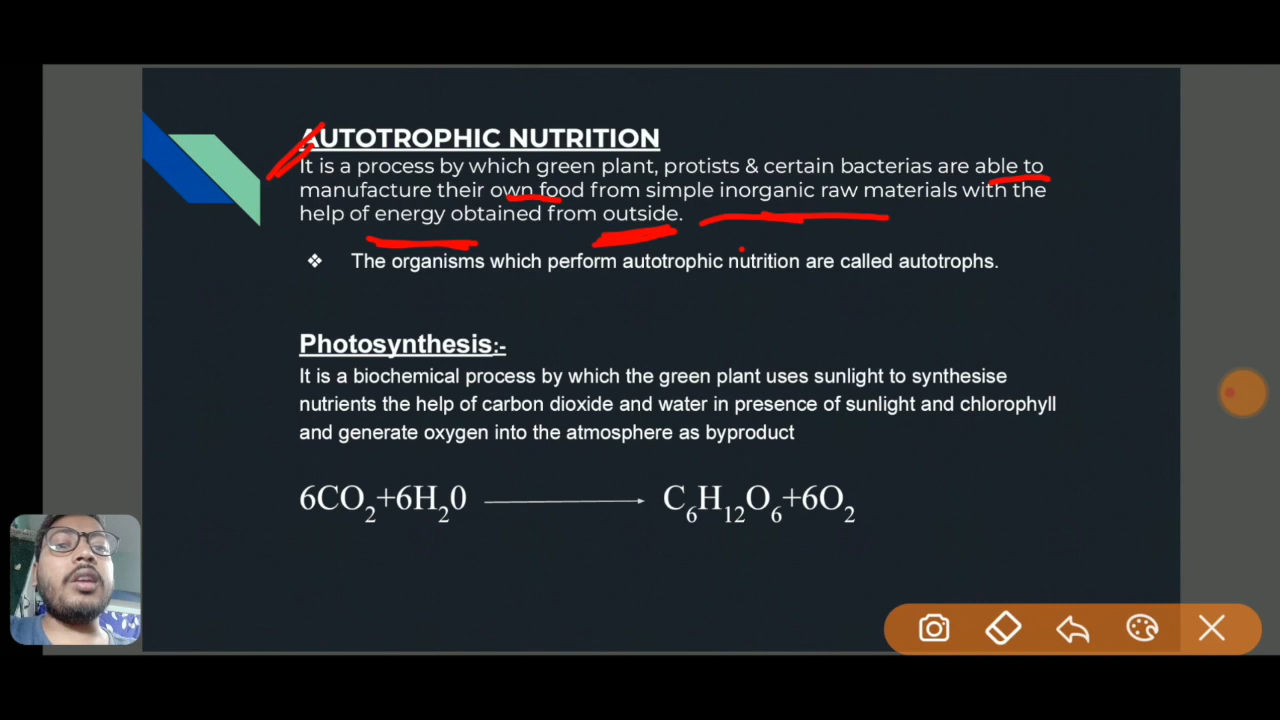 AUTOTROPHIC NUTRITION
It is a process by which green plant, protists & certain bacterias are able to
manufacture their own food from simple inorganic raw materials with the
help of energy obtained from outside.
❖ The organisms which perform autotrophic nutrition are called autotrophs.
Photosynthesis:-
It is a biochemical process by which the green plant uses sunlight to synthesise
nutrients the help of carbon dioxide and water in presence of sunlight and chlorophyll
and generate oxygen into the atmosphere as byproduct
6CO₂+6H₂0 ⟶ C₆H₁₂O₆+6O₂